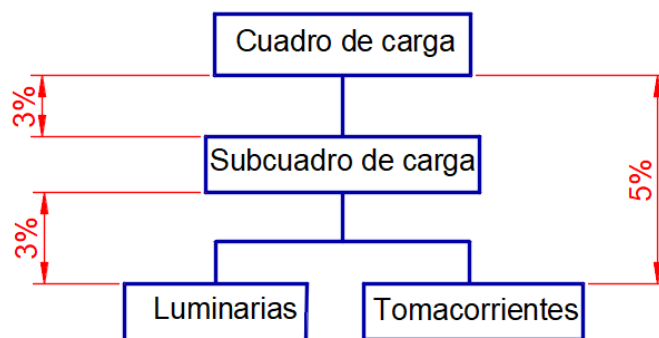 Cuadro de carga
3%
Subcuadro de carga
5%
3%
Luminarias
Tomacorrientes